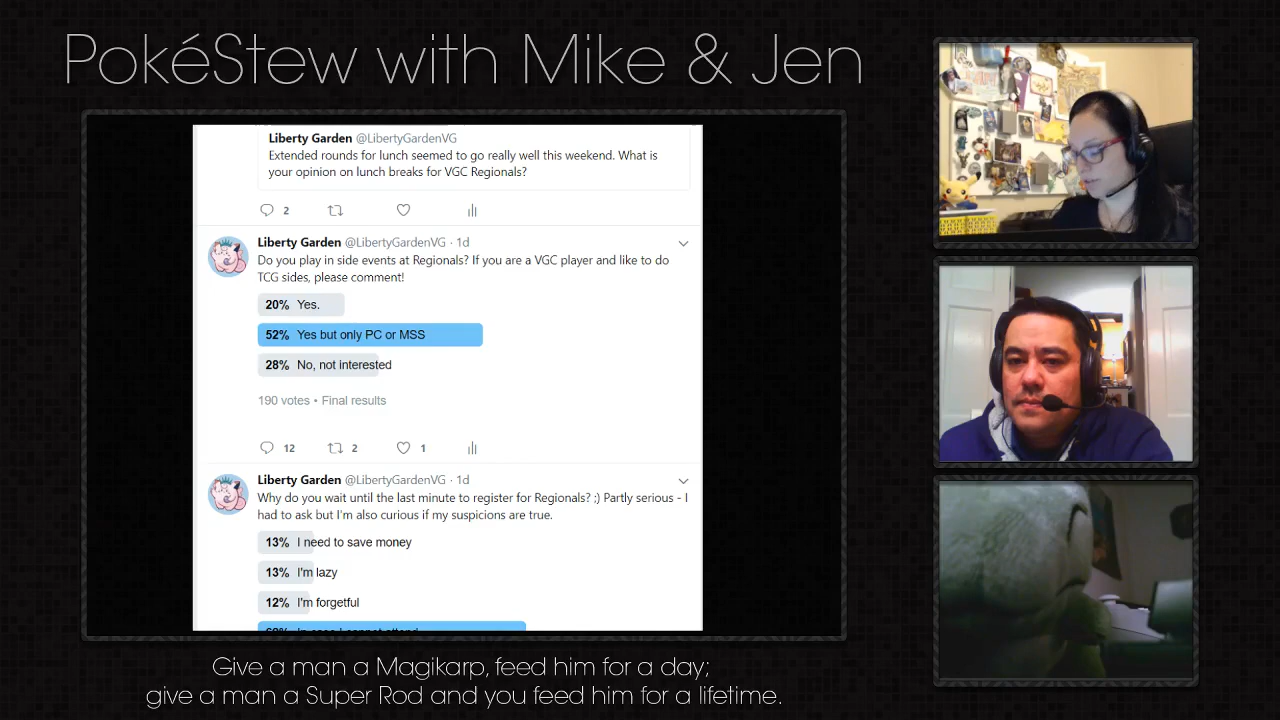 PokéStew with Mike & Jen
Liberty Garden @LibertyGardenVG
Extended rounds for lunch seemed to go really well this weekend. What is
your opinion on lunch breaks for VGC Regionals?
2
Liberty Garden @LibertyGardenVG · 1d
Do you play in side events at Regionals? If you are a VGC player and like to do
TCG sides, please comment!
20% Yes.
52% Yes but only PC or MSS
28% No, not interested
190 votes • Final results
12 2 1
Liberty Garden @LibertyGardenVG · 1d
Why do you wait until the last minute to register for Regionals? ;) Partly serious - I
had to ask but I'm also curious if my suspicions are true.
13% I need to save money
13% I'm lazy
12% I'm forgetful
Give a man a Magikarp, feed him for a day;
give a man a Super Rod and you feed him for a lifetime.